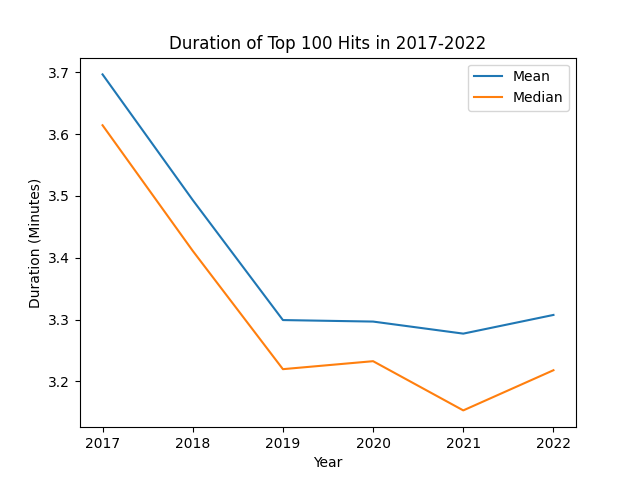 Duration of Top 100 Hits in 2017-2022
Mean
Median
Duration (Minutes)
3.7
3.6
3.5
3.4
3.3
3.2
2017 2018 2019 2020 2021 2022
Year